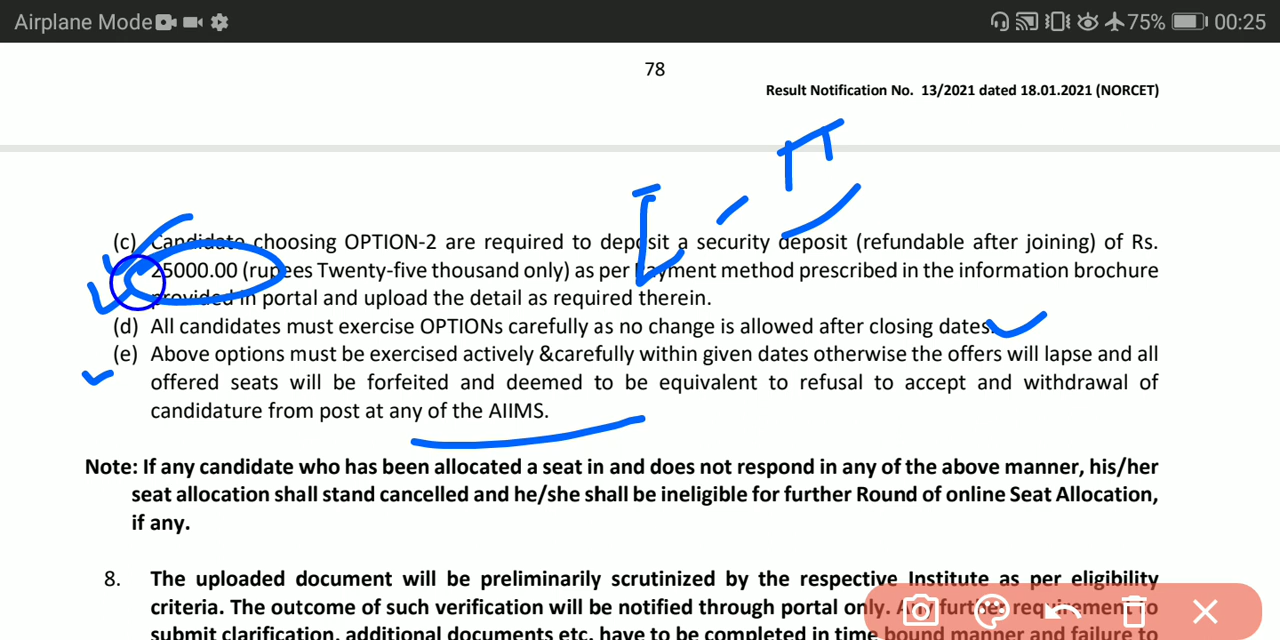 Airplane Mode 75% 00:25
78
Result Notification No. 13/2021 dated 18.01.2021 (NORCET)
(c) Candidate choosing OPTION-2 are required to deposit a security deposit (refundable after joining) of Rs.
25000.00 (rupees Twenty-five thousand only) as per Payment method prescribed in the information brochure
provided in portal and upload the detail as required therein.
(d) All candidates must exercise OPTIONs carefully as no change is allowed after closing dates.
(e) Above options must be exercised actively &carefully within given dates otherwise the offers will lapse and all
offered seats will be forfeited and deemed to be equivalent to refusal to accept and withdrawal of
candidature from post at any of the AIIMS.
Note: If any candidate who has been allocated a seat in and does not respond in any of the above manner, his/her
seat allocation shall stand cancelled and he/she shall be ineligible for further Round of online Seat Allocation,
if any.
8. The uploaded document will be preliminarily scrutinized by the respective Institute as per eligibility
criteria. The outcome of such verification will be notified through portal only. Any further requirement to
submit clarification, additional documents etc. have to be completed in time bound manner and failure to